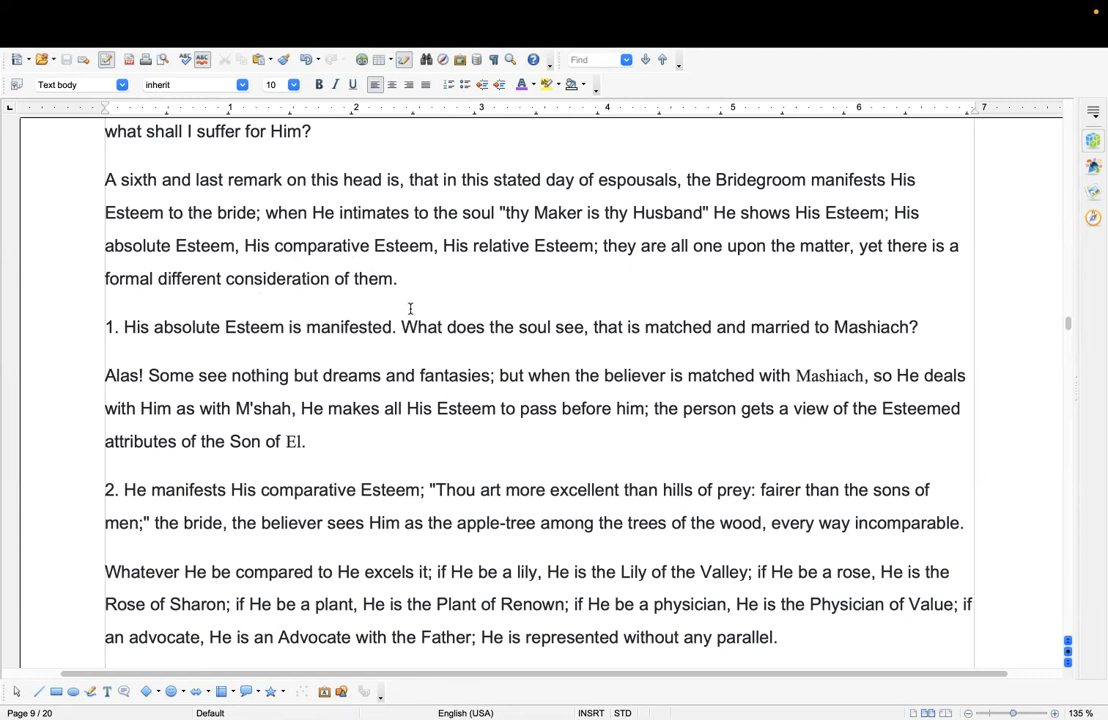 Text body
inherit
10
Find
1 2 3 4 5 6 7
what shall I suffer for Him?
A sixth and last remark on this head is, that in this stated day of espousals, the Bridegroom manifests His
Esteem to the bride; when He intimates to the soul "thy Maker is thy Husband" He shows His Esteem; His
absolute Esteem, His comparative Esteem, His relative Esteem; they are all one upon the matter, yet there is a
formal different consideration of them.
1. His absolute Esteem is manifested. What does the soul see, that is matched and married to Mashiach?
Alas! Some see nothing but dreams and fantasies; but when the believer is matched with Mashiach, so He deals
with Him as with M'shah, He makes all His Esteem to pass before him; the person gets a view of the Esteemed
attributes of the Son of El.
2. He manifests His comparative Esteem; "Thou art more excellent than hills of prey: fairer than the sons of
men;" the bride, the believer sees Him as the apple-tree among the trees of the wood, every way incomparable.
Whatever He be compared to He excels it; if He be a lily, He is the Lily of the Valley; if He be a rose, He is the
Rose of Sharon; if He be a plant, He is the Plant of Renown; if He be a physician, He is the Physician of Value; if
an advocate, He is an Advocate with the Father; He is represented without any parallel.
Page 9 / 20 Default English (USA) INSRT STD 135 %